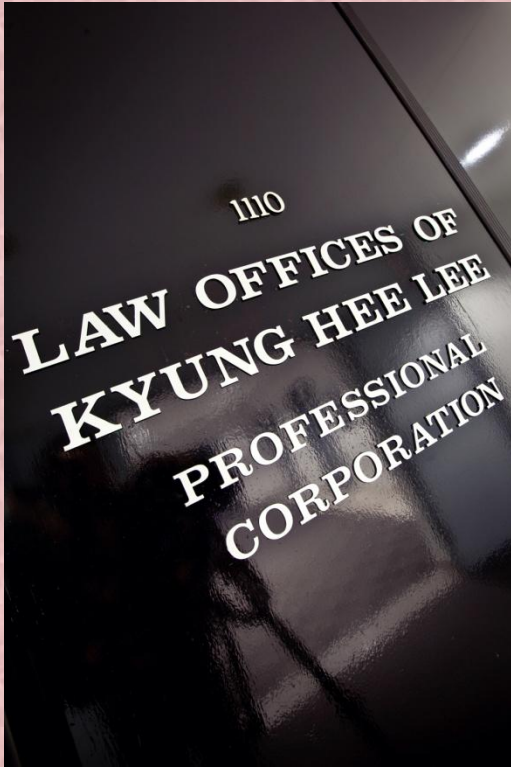 1110
LAW OFFICES OF
KYUNG HEE LEE
PROFESSIONAL
CORPORATION